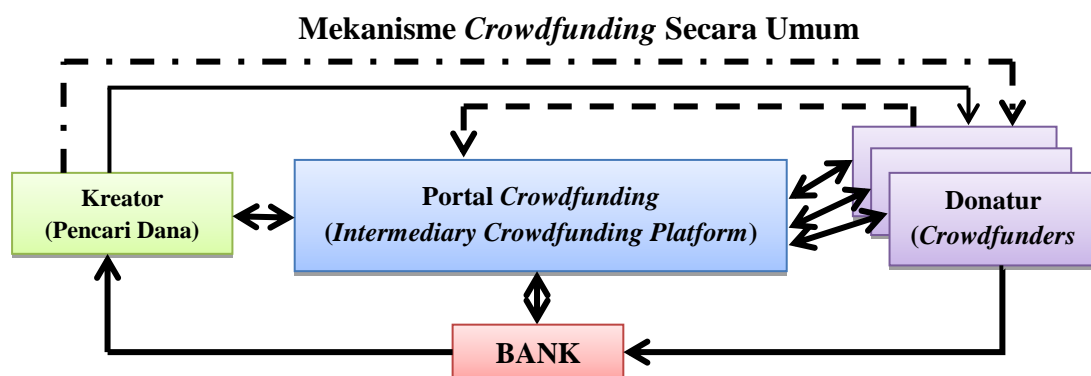 Mekanisme Crowdfunding Secara Umum
Kreator
(Pencari Dana)
Portal Crowdfunding
(Intermediary Crowdfunding Platform)
Donatur
(Crowdfunders
BANK